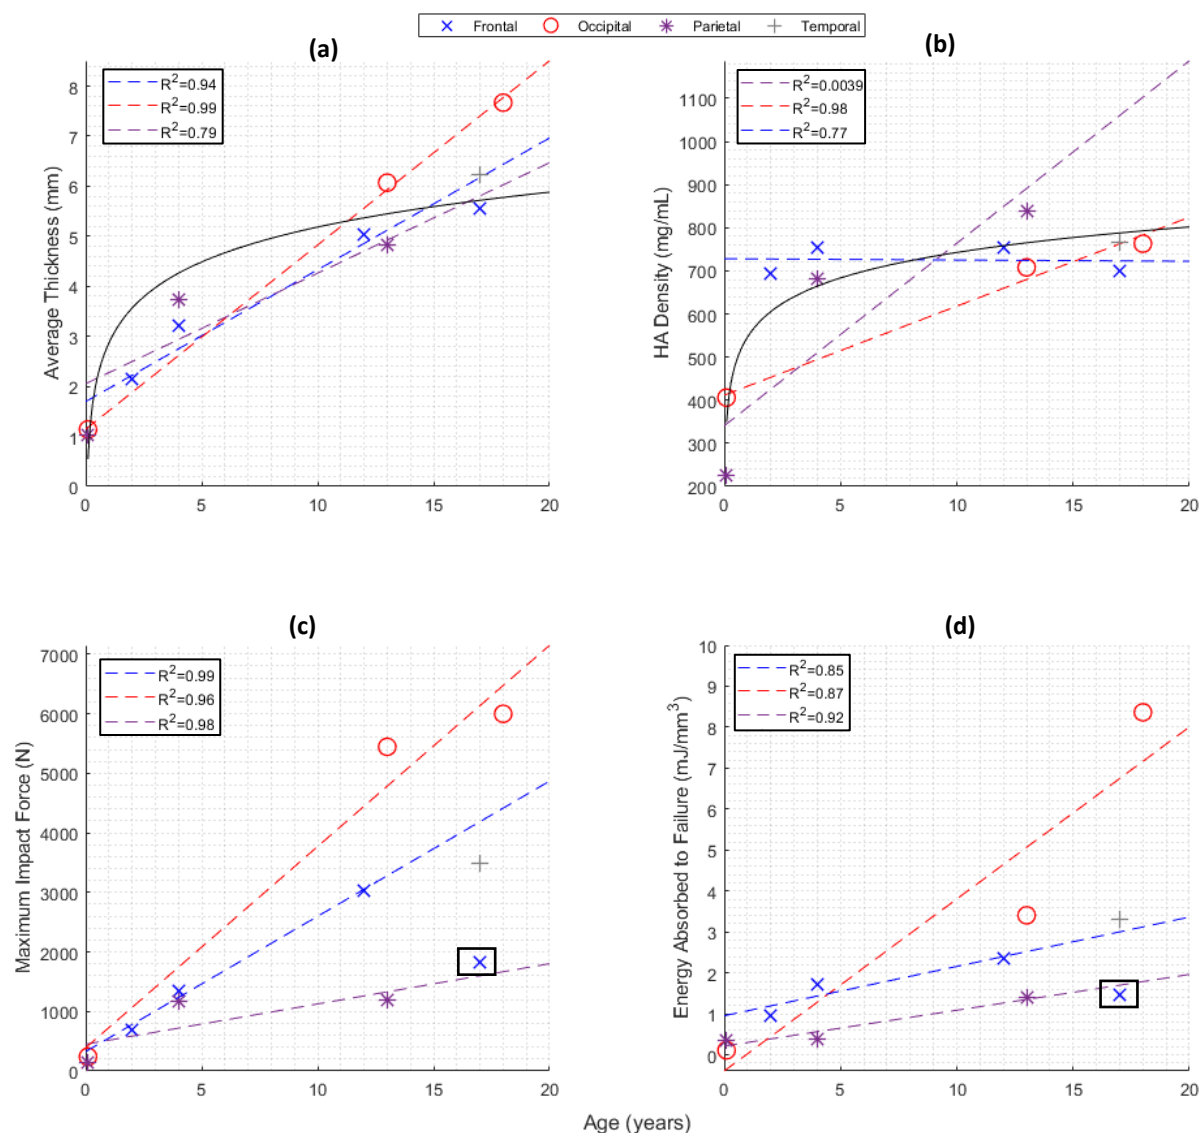 Frontal Occipital Parietal Temporal
(a)
R²=0.94
R²=0.99
R²=0.79
Average Thickness (mm)
8
7
6
5
4
3
2
1
0
0 5 10 15 20
(b)
R²=0.0039
R²=0.98
R²=0.77
HA Density (mg/mL)
1100
1000
900
800
700
600
500
400
300
200
0 5 10 15 20
(c)
R²=0.99
R²=0.96
R²=0.98
Maximum Impact Force (N)
7000
6000
5000
4000
3000
2000
1000
0
0 5 10 15 20
(d)
R²=0.85
R²=0.87
R²=0.92
Energy Absorbed to Failure (mJ/mm³)
10
9
8
7
6
5
4
3
2
1
0
0 5 10 15 20
Age (years)